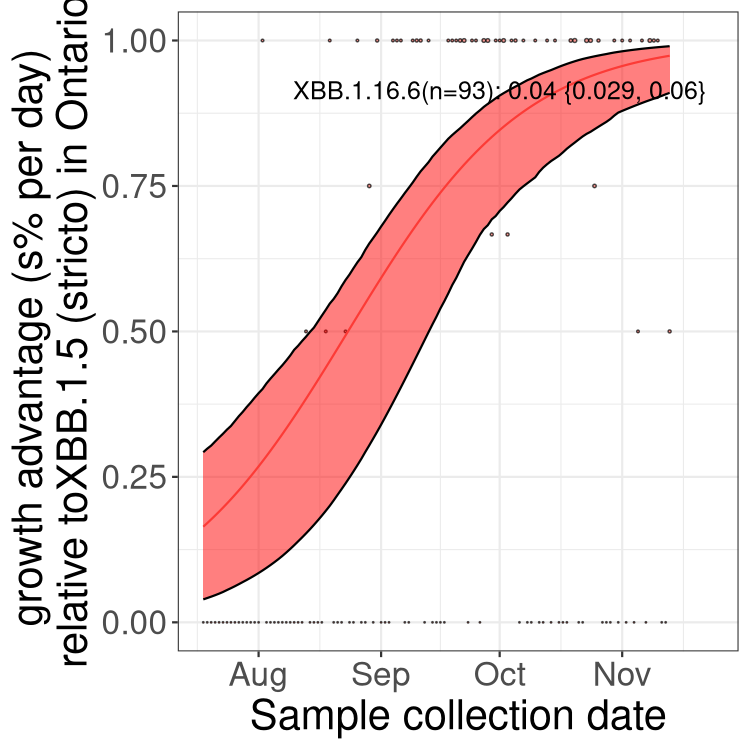 growth advantage (s% per day)
relative toXBB.1.5 (stricto) in Ontario
1.00
0.75
0.50
0.25
0.00
XBB.1.16.6(n=93): 0.04 {0.029, 0.06}
Aug Sep Oct Nov
Sample collection date